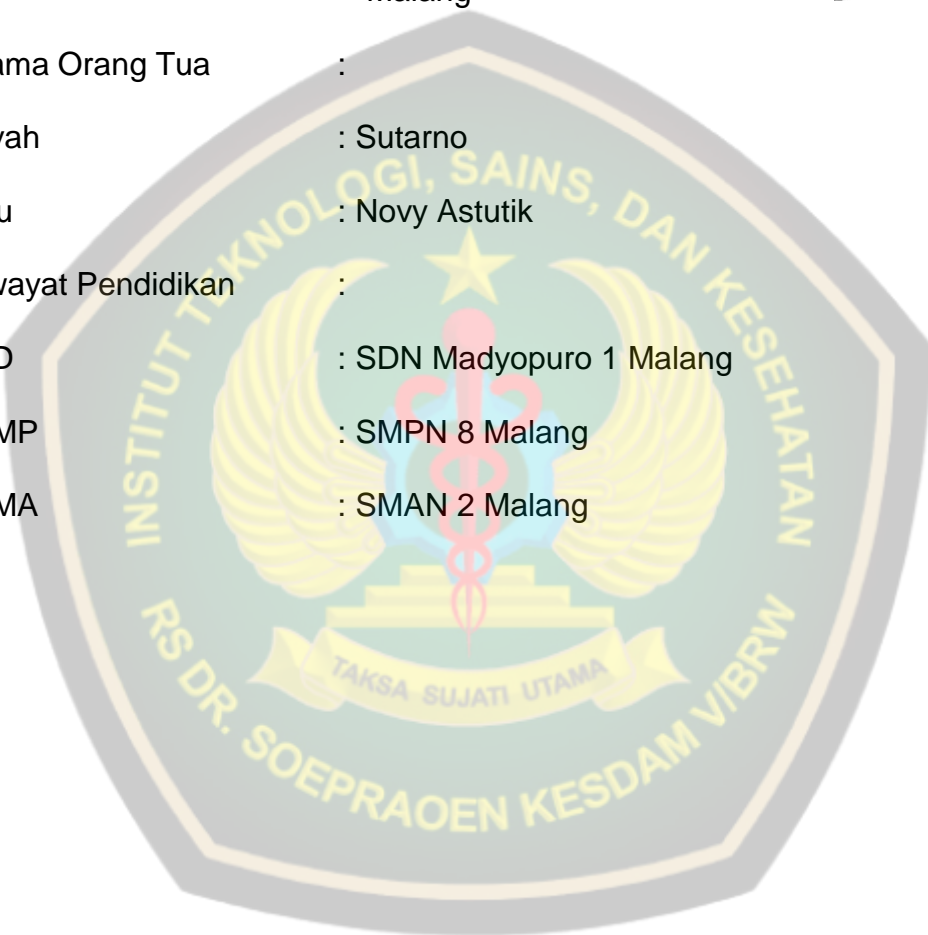 Malang
ama Orang Tua :
yah : Sutarno
u : Novy Astutik
wayat Pendidikan :
D : SDN Madyopuro 1 Malang
MP : SMPN 8 Malang
MA : SMAN 2 Malang
INSTITUT TEKNOLOGI, SAINS, DAN KESEHATAN
TAKSA SUJATI UTAMA
RS DR. SOEPRAOEN KESDAM V/BRW